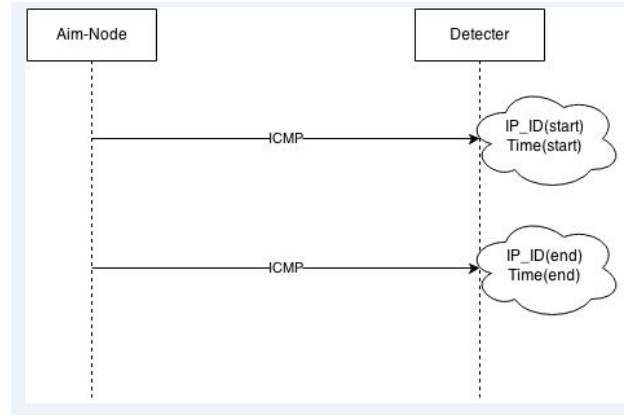 Aim-Node
Detecter
ICMP
IP_ID(start)
Time(start)
ICMP
IP_ID(end)
Time(end)